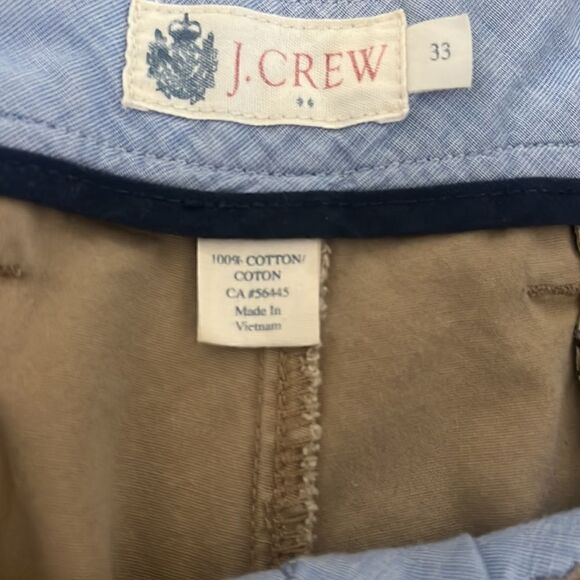 J.CREW
33
100% COTTON/
COTON
CA #56445
Made In
Vietnam